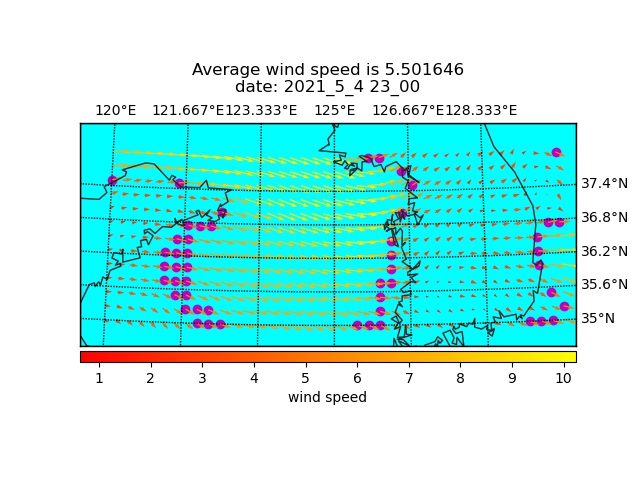 Average wind speed is 5.501646
date: 2021_5_4 23_00
120°E 121.667°E 123.333°E 125°E 126.667°E 128.333°E
37.4°N
36.8°N
36.2°N
35.6°N
35°N
1 2 3 4 5 6 7 8 9 10
wind speed